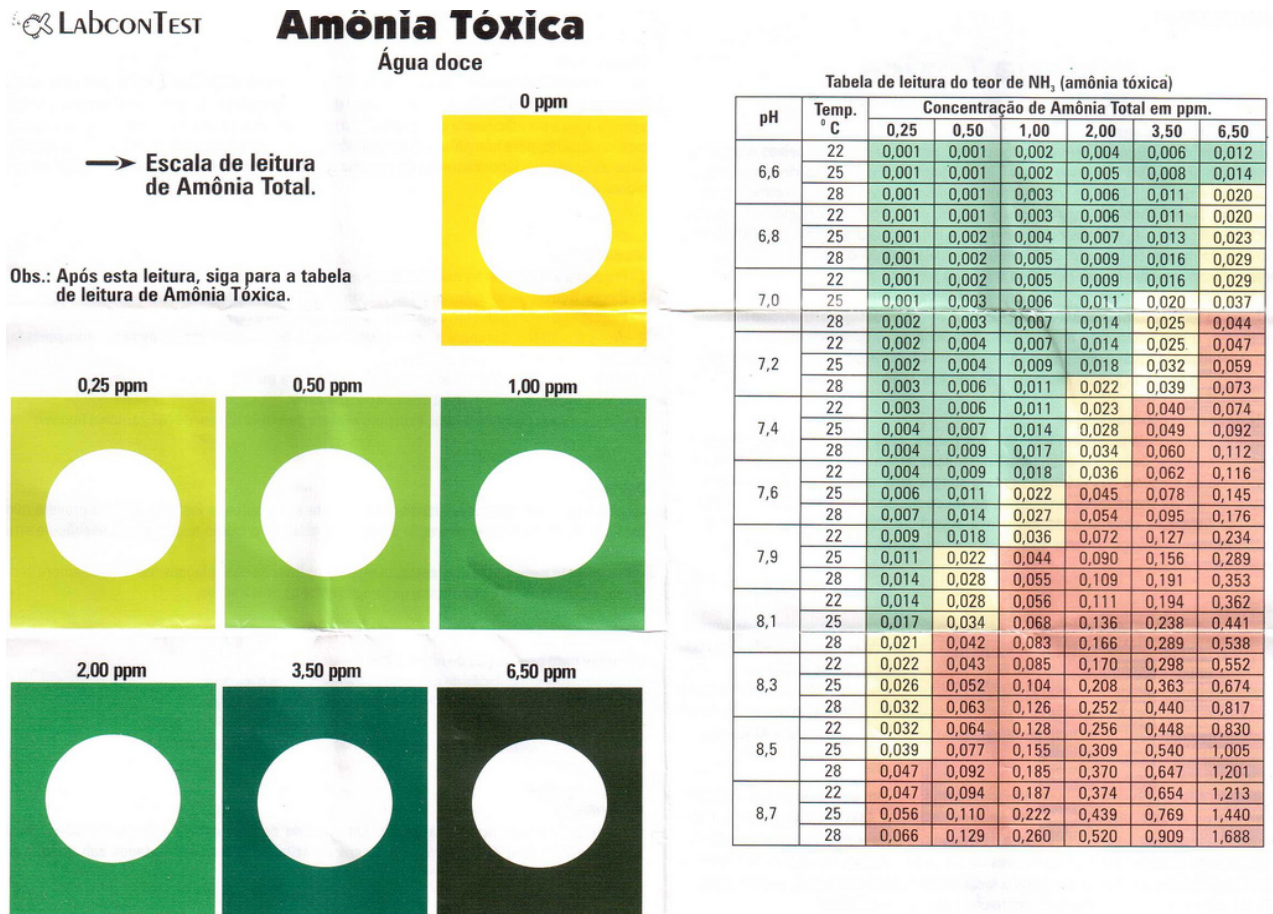 LABCONTEST
Amônia Tóxica
Água doce
0 ppm
Escala de leitura
de Amônia Total.
Obs.: Após esta leitura, siga para a tabela
de leitura de Amônia Tóxica.
0,25 ppm 0,50 ppm 1,00 ppm
2,00 ppm 3,50 ppm 6,50 ppm
Tabela de leitura do teor de NH₃ (amônia tóxica)
pH Temp. Concentração de Amônia Total em ppm.
⁰ C 0,25 0,50 1,00 2,00 3,50 6,50
22 0,001 0,001 0,002 0,004 0,006 0,012
6,6 25 0,001 0,001 0,002 0,005 0,008 0,014
28 0,001 0,001 0,003 0,006 0,011 0,020
22 0,001 0,001 0,003 0,006 0,011 0,020
6,8 25 0,001 0,002 0,004 0,007 0,013 0,023
28 0,001 0,002 0,005 0,009 0,016 0,029
22 0,001 0,002 0,005 0,009 0,016 0,029
7,0 25 0,001 0,003 0,006 0,011 0,020 0,037
28 0,002 0,003 0,007 0,014 0,025 0,044
22 0,002 0,004 0,007 0,014 0,025 0,047
7,2 25 0,002 0,004 0,009 0,018 0,032 0,059
28 0,003 0,006 0,011 0,022 0,039 0,073
22 0,003 0,006 0,011 0,023 0,040 0,074
7,4 25 0,004 0,007 0,014 0,028 0,049 0,092
28 0,004 0,009 0,017 0,034 0,060 0,112
22 0,004 0,009 0,018 0,036 0,062 0,116
7,6 25 0,006 0,011 0,022 0,045 0,078 0,145
28 0,007 0,014 0,027 0,054 0,095 0,176
22 0,009 0,018 0,036 0,072 0,127 0,234
7,9 25 0,011 0,022 0,044 0,090 0,156 0,289
28 0,014 0,028 0,055 0,109 0,191 0,353
22 0,014 0,028 0,056 0,111 0,194 0,362
8,1 25 0,017 0,034 0,068 0,136 0,238 0,441
28 0,021 0,042 0,083 0,166 0,289 0,538
22 0,022 0,043 0,085 0,170 0,298 0,552
8,3 25 0,026 0,052 0,104 0,208 0,363 0,674
28 0,032 0,063 0,126 0,252 0,440 0,817
22 0,032 0,064 0,128 0,256 0,448 0,830
8,5 25 0,039 0,077 0,155 0,309 0,540 1,005
28 0,047 0,092 0,185 0,370 0,647 1,201
22 0,047 0,094 0,187 0,374 0,654 1,213
8,7 25 0,056 0,110 0,222 0,439 0,769 1,440
28 0,066 0,129 0,260 0,520 0,909 1,688